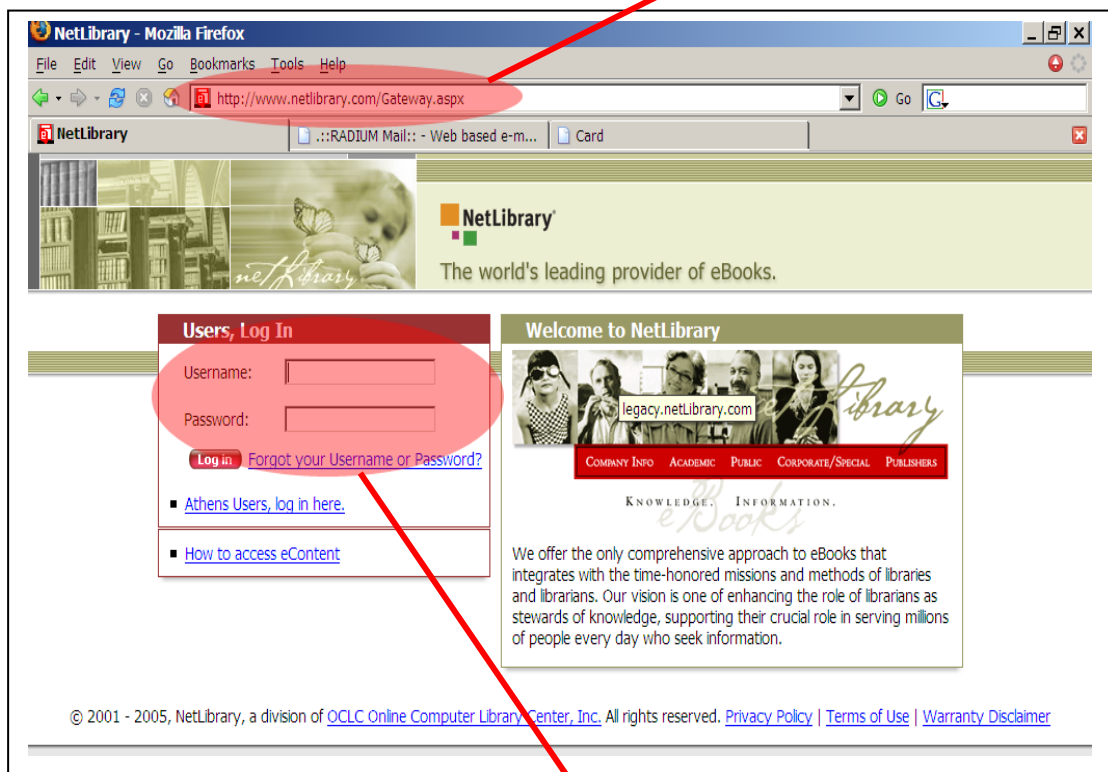 NetLibrary - Mozilla Firefox
File Edit View Go Bookmarks Tools Help
http://www.netlibrary.com/Gateway.aspx
Go
G
NetLibrary
.::RADIUM Mail:: - Web based e-m...
Card
netLibrary
NetLibrary
The world's leading provider of eBooks.
Users, Log In
Username:
Password:
Log in Forgot your Username or Password?
Athens Users, log in here.
How to access eContent
Welcome to NetLibrary
legacy.netLibrary.com
Library
COMPANY INFO ACADEMIC PUBLIC CORPORATE/SPECIAL PUBLISHERS
KNOWLEDGE. INFORMATION.
eBooks
We offer the only comprehensive approach to eBooks that
integrates with the time-honored missions and methods of libraries
and librarians. Our vision is one of enhancing the role of librarians as
stewards of knowledge, supporting their crucial role in serving millions
of people every day who seek information.
© 2001 - 2005, NetLibrary, a division of OCLC Online Computer Library Center, Inc. All rights reserved. Privacy Policy | Terms of Use | Warranty Disclaimer